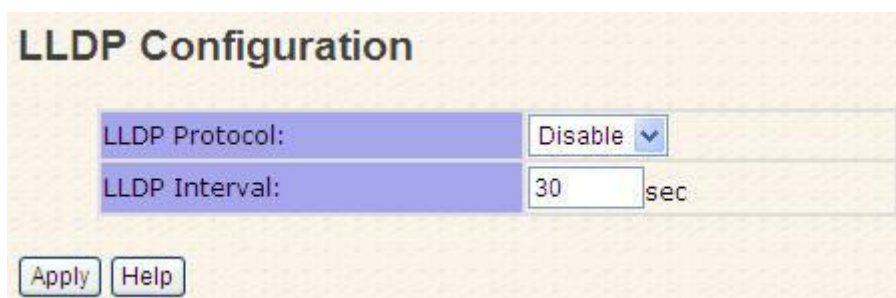 LLDP Configuration
LLDP Protocol: Disable
LLDP Interval: 30 sec
Apply Help